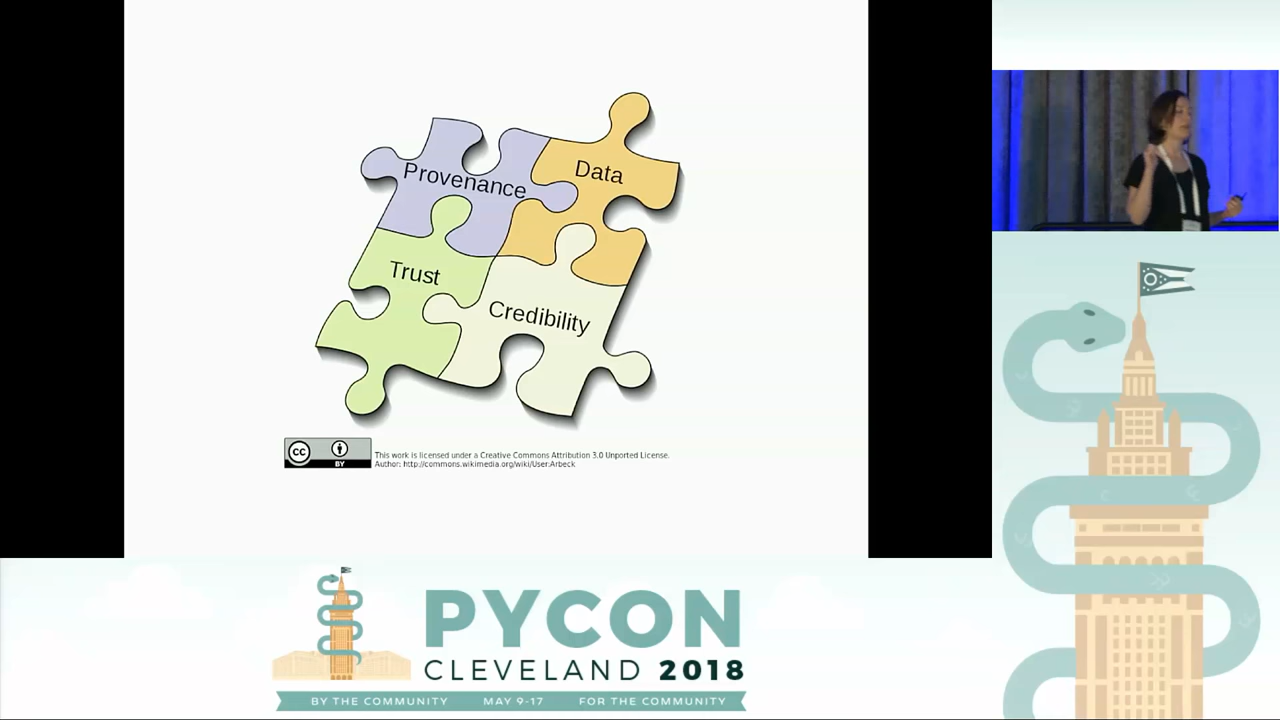 Provenance
Data
Trust
Credibility
cc
BY
This work is licensed under a Creative Commons Attribution 3.0 Unported License.
Author: http://commons.wikimedia.org/wiki/User:Arbeck
PYCON
CLEVELAND 2018
BY THE COMMUNITY MAY 9-17 FOR THE COMMUNITY